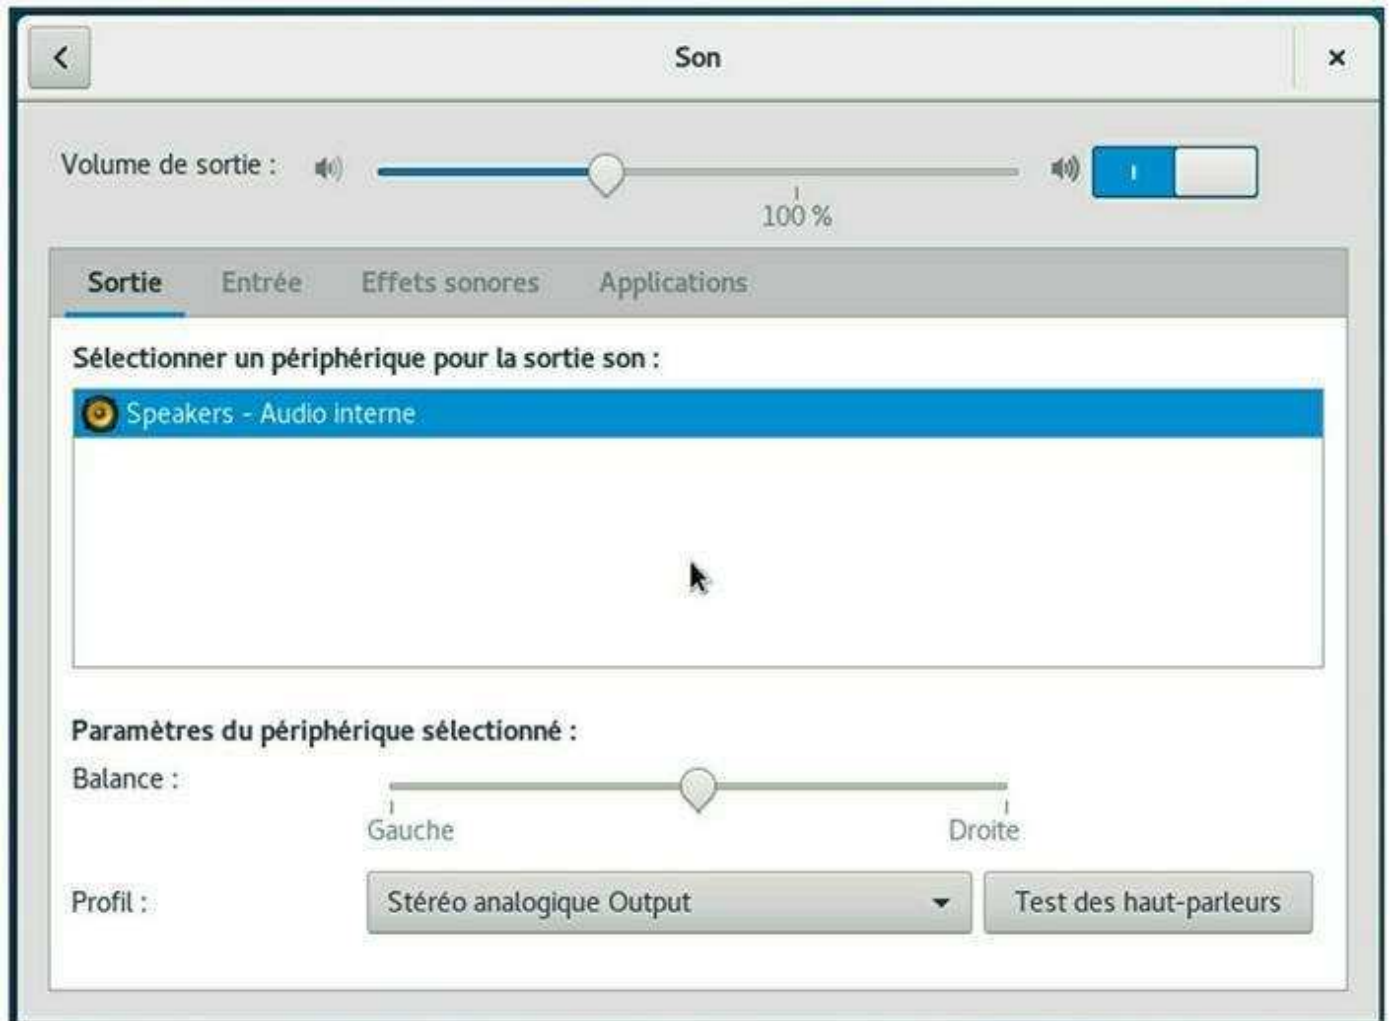 Son
Volume de sortie :
100 %
Sortie Entrée Effets sonores Applications
Sélectionner un périphérique pour la sortie son :
Speakers - Audio interne
Paramètres du périphérique sélectionné :
Balance :
Gauche Droite
Profil : Stéréo analogique Output Test des haut-parleurs